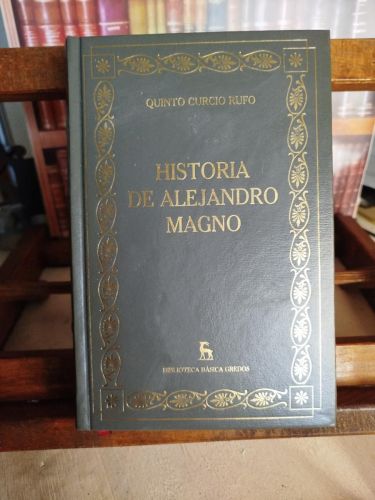 QUINTO CURCIO RUFO
HISTORIA
DE ALEJANDRO
MAGNO
BIBLIOTECA BÁSICA GREDOS